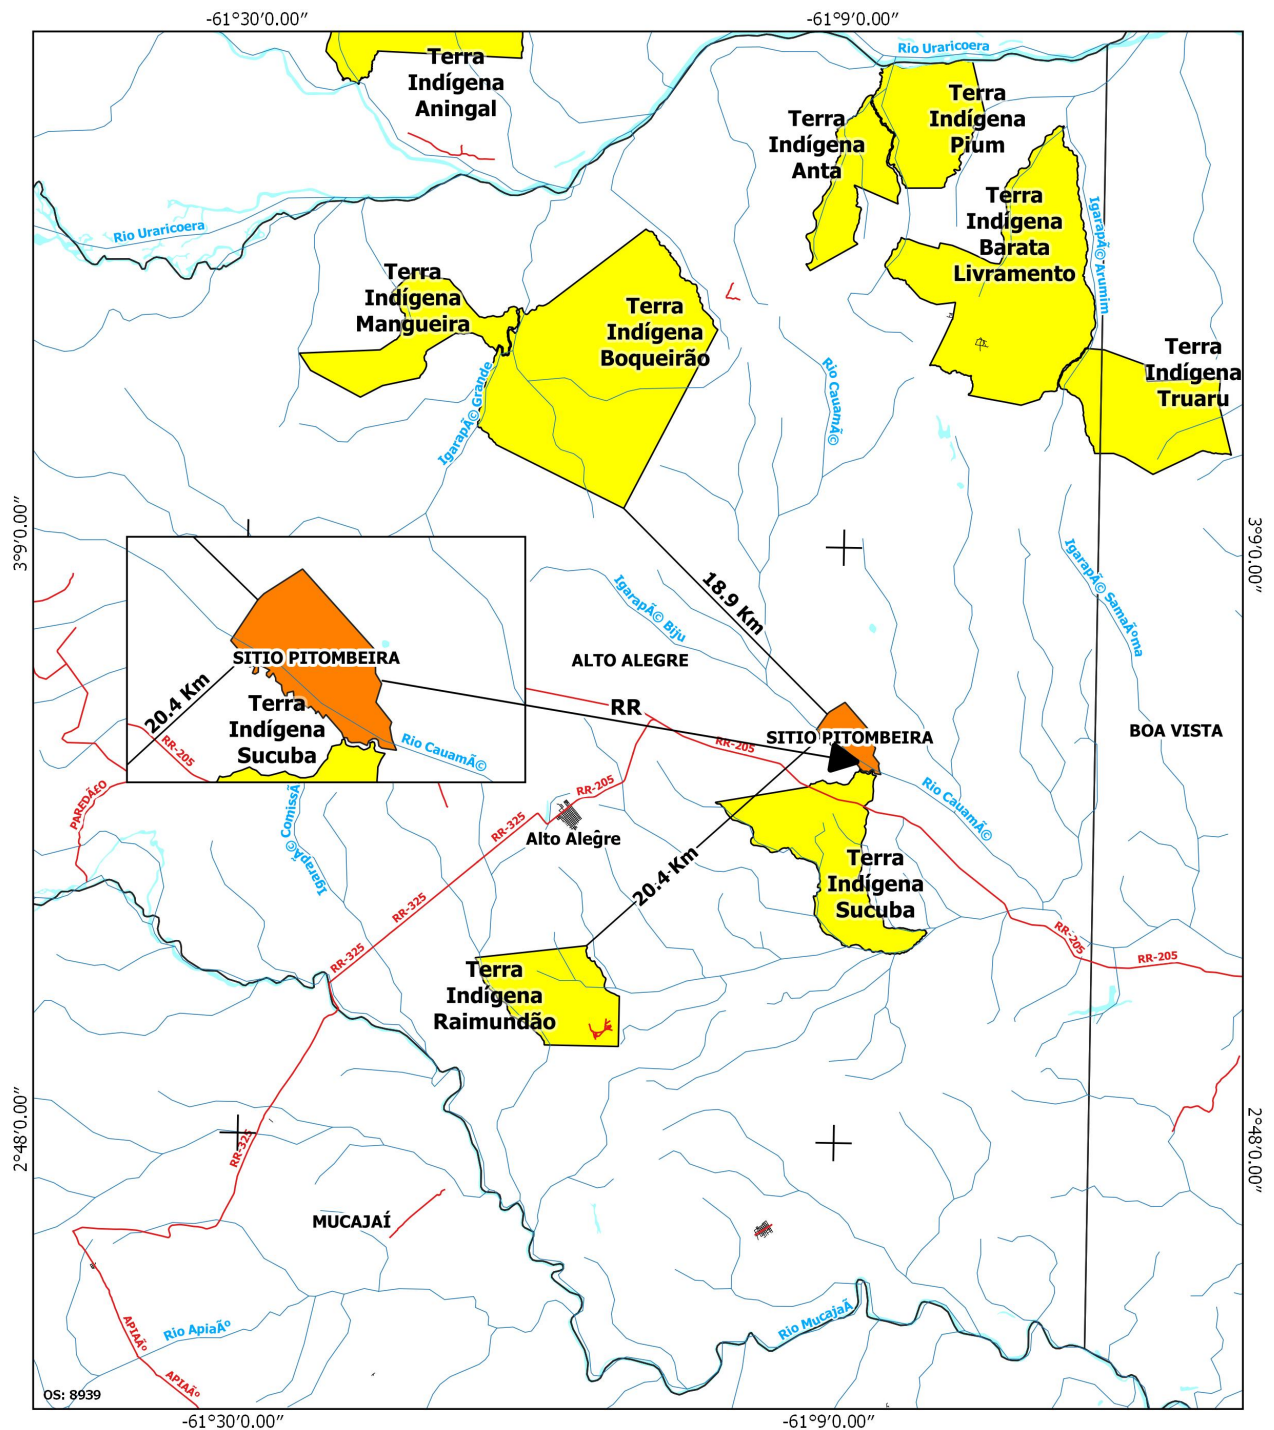 -61°30’0.00”
-61°9’0.00”
Rio Uraricoera
Terra
Indígena
Aningal
Terra
Indígena
Pium
Terra
Indígena
Anta
Terra
Indígena
Barata
Livramento
IgarapÃ© Arumim
Rio Uraricoera
Terra
Indígena
Mangueira
Terra
Indígena
Boqueirão
Terra
Indígena
Truaru
IgarapÃ© Grande
Rio CauamÃ©
3°9’0.00”
3°9’0.00”
IgarapÃ© SamaÃºma
18.9 Km
IgarapÃ© Biju
SITIO PITOMBEIRA
ALTO ALEGRE
20.4 Km
Terra
Indígena
Sucuba
RR
SITIO PITOMBEIRA
BOA VISTA
RR-205
Rio CauamÃ©
RR-205
RR-205
Rio CauamÃ©
PAREDÃ£O
IgarapÃ© ComissÃ
RR-325
Alto Alegre
20.4 Km
Terra
Indígena
Sucuba
RR-325
RR-205
RR-205
RR-325
Terra
Indígena
Raimundão
2°48’0.00”
2°48’0.00”
RR-325
MUCAJAÍ
Rio ApiaÃº
APIAÃº
Rio MucajaÃ
APIAÃº
OS: 8939
-61°30’0.00”
-61°9’0.00”